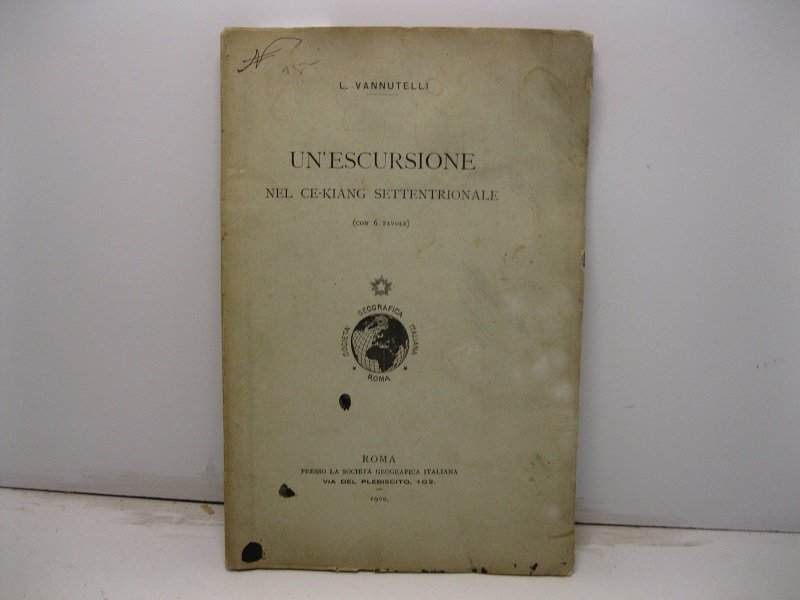 L. VANNUTELLI
UN'ESCURSIONE
NEL CE-KIANG SETTENTRIONALE
(CON 6 TAVOLE)
SOCIETÀ GEOGRAFICA ITALIANA
ROMA
ROMA
PRESSO LA SOCIETÀ GEOGRAFICA ITALIANA
VIA DEL PLEBISCITO, 102.
1900.